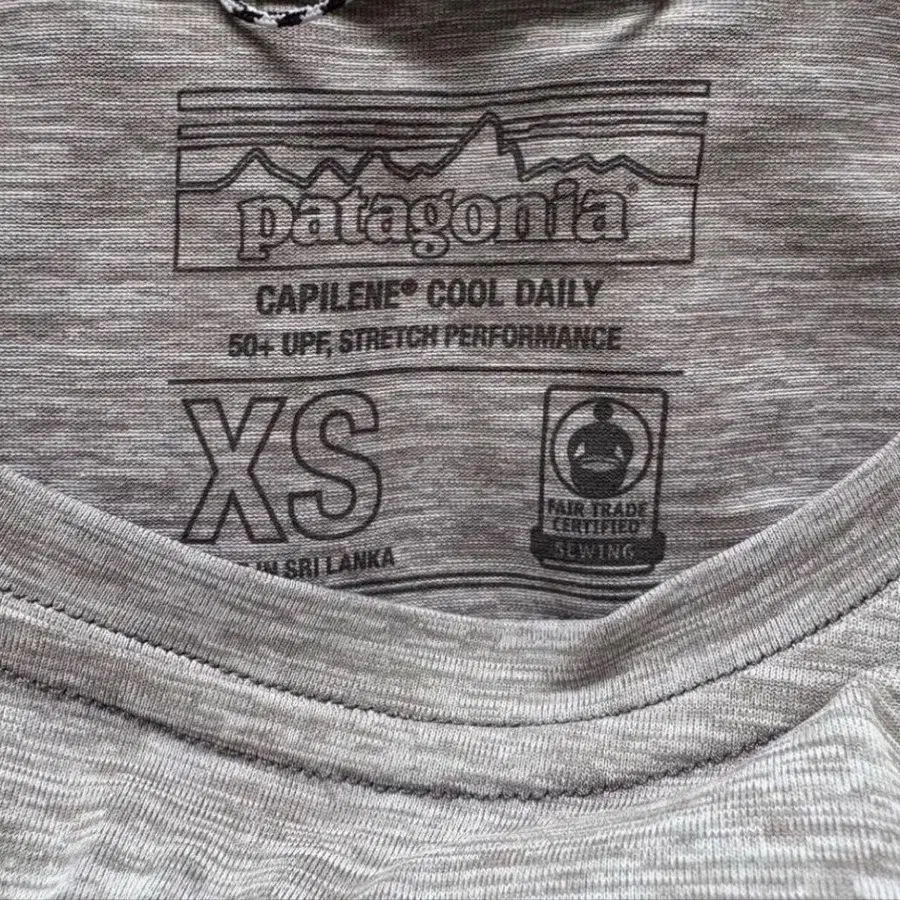 patagonia®
CAPILENE® COOL DAILY
50+ UPF, STRETCH PERFORMANCE
XS
FAIR TRADE
CERTIFIED
SEWING
IN SRI LANKA